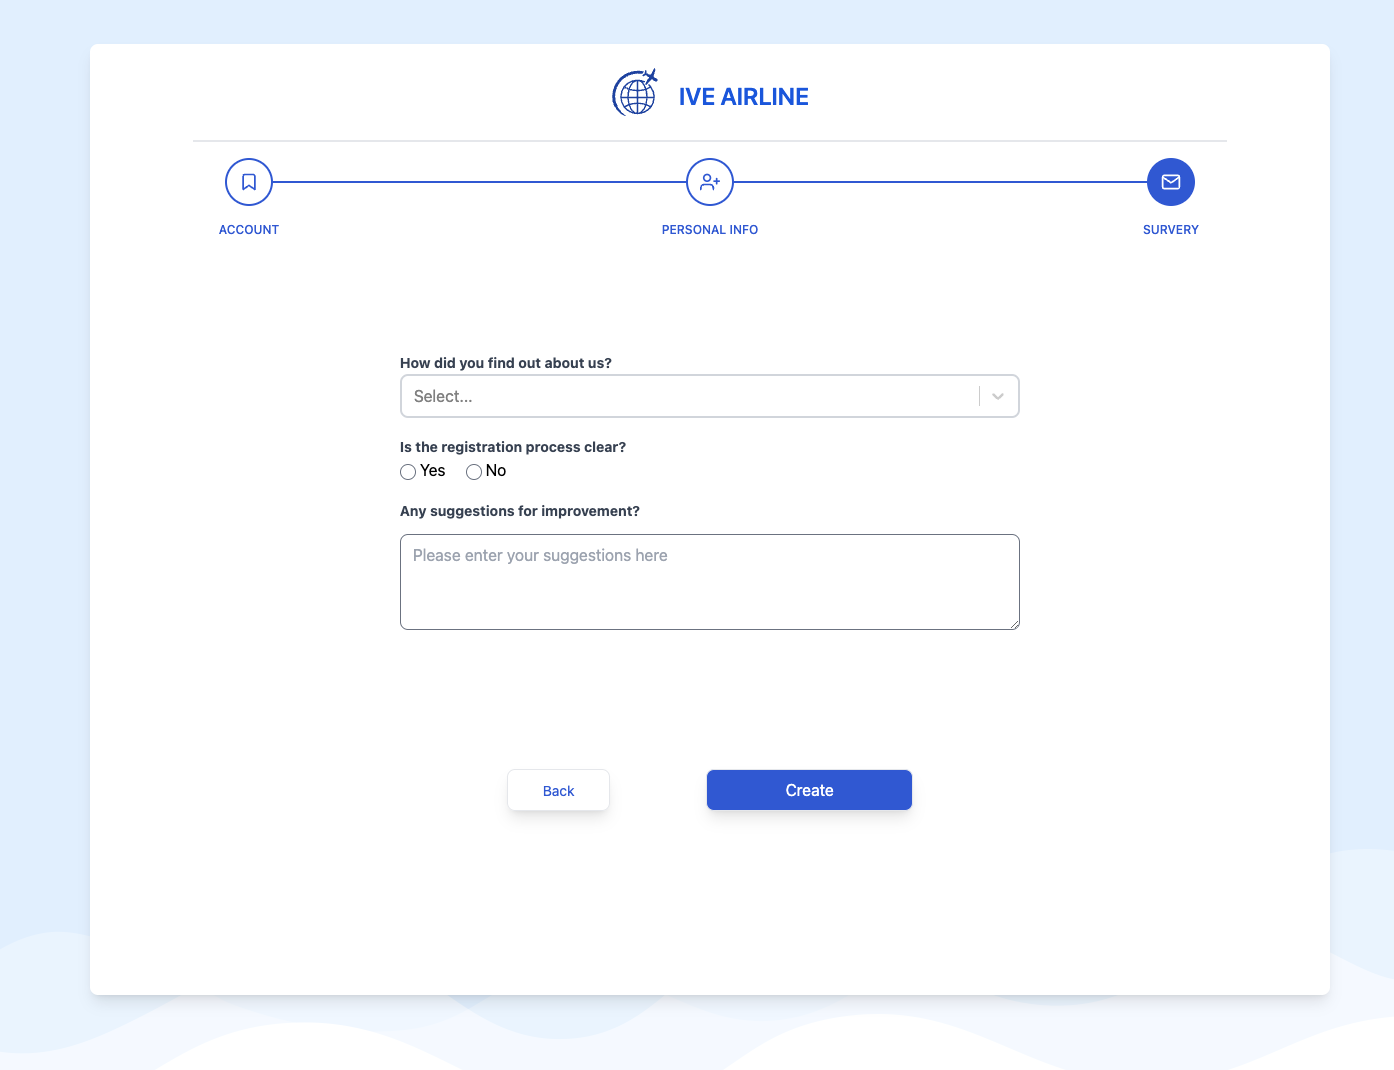 IVE AIRLINE
ACCOUNT
PERSONAL INFO
SURVERY
How did you find out about us?
Select...
Is the registration process clear?
Yes No
Any suggestions for improvement?
Please enter your suggestions here
Back
Create